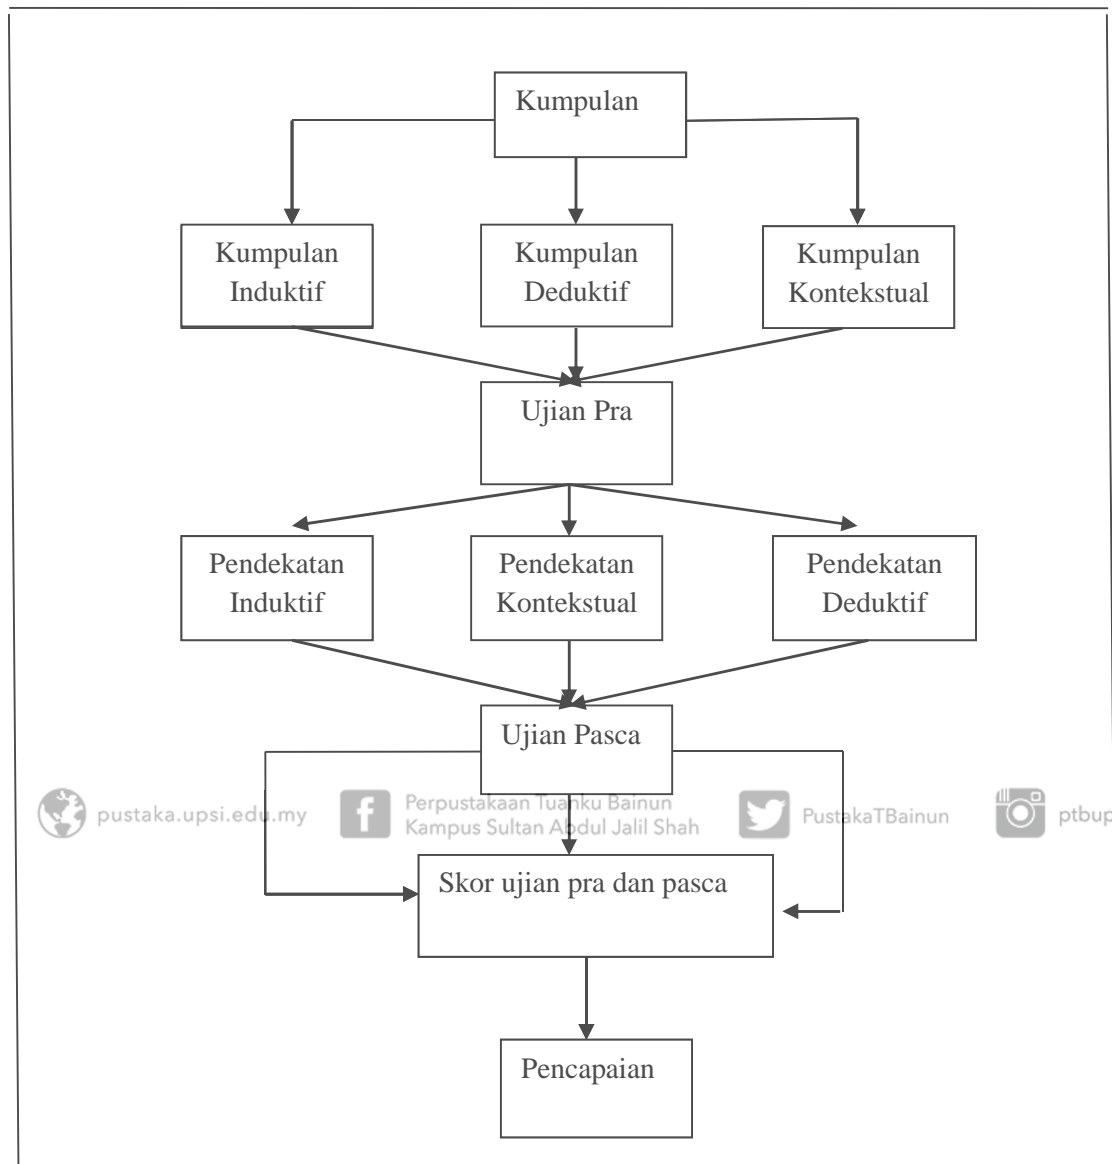 Kumpulan
Kumpulan
Induktif
Kumpulan
Deduktif
Kumpulan
Kontekstual
Ujian Pra
Pendekatan
Induktif
Pendekatan
Kontekstual
Pendekatan
Deduktif
Ujian Pasca
pustaka.upsi.edu.my
Perpustakaan Tuanku Bainun
Kampus Sultan Abdul Jalil Shah
PustakaTBainun
ptbup
Skor ujian pra dan pasca
Pencapaian